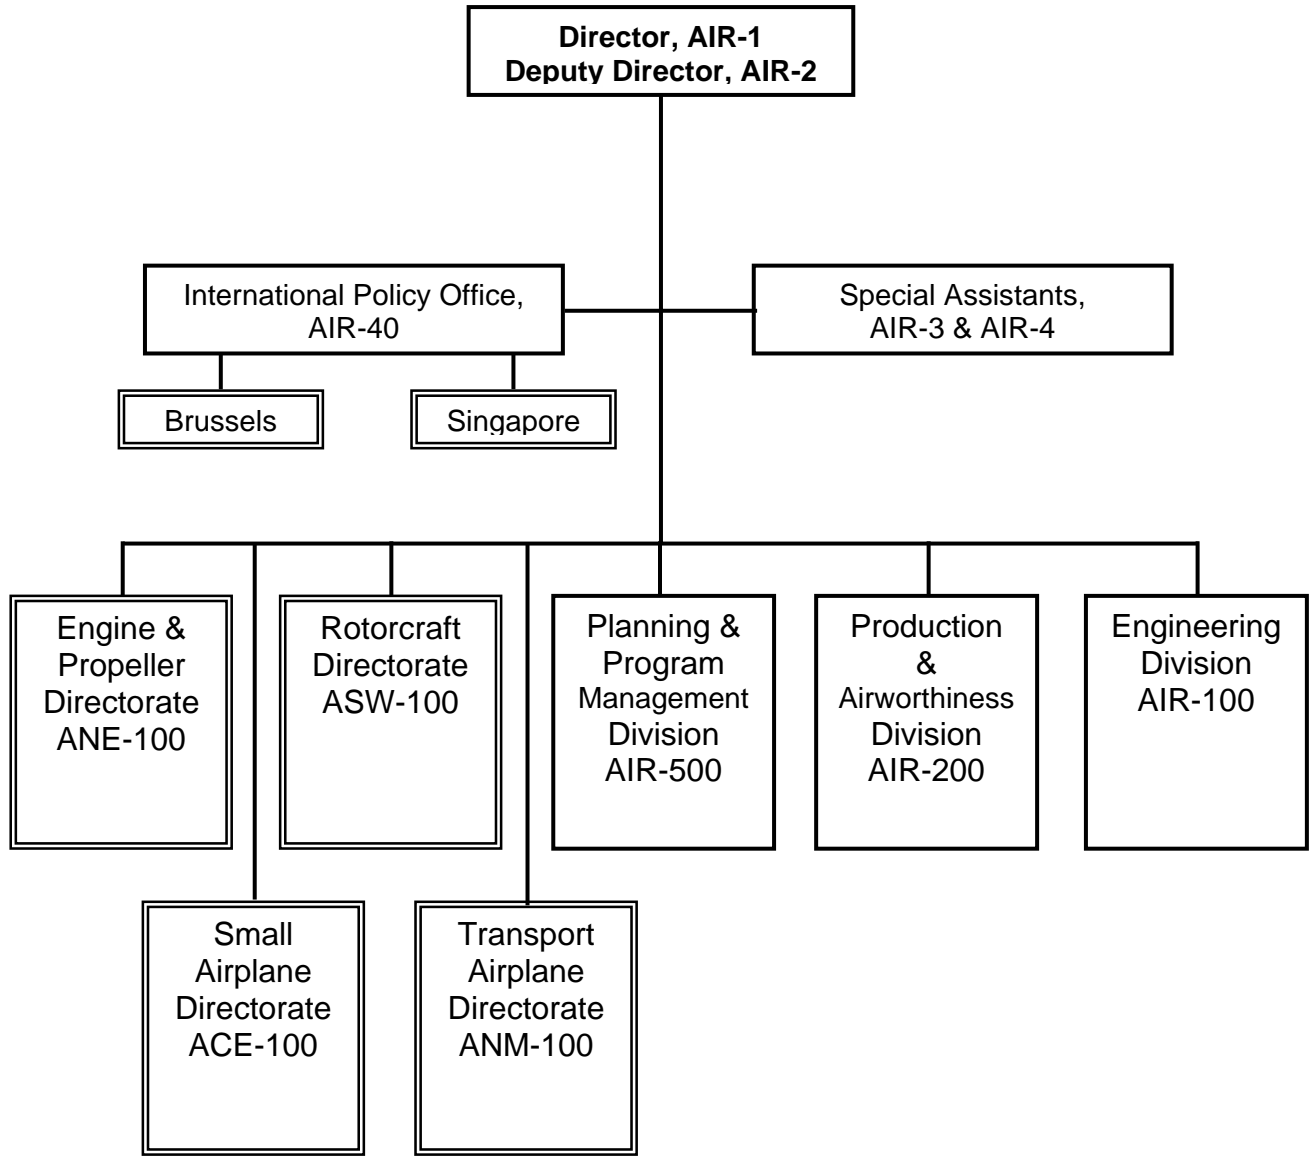 Director, AIR-1
Deputy Director, AIR-2
International Policy Office,
AIR-40
Special Assistants,
AIR-3 & AIR-4
Brussels
Singapore
Engine &
Propeller
Directorate
ANE-100
Rotorcraft
Directorate
ASW-100
Planning &
Program
Management
Division
AIR-500
Production
&
Airworthiness
Division
AIR-200
Engineering
Division
AIR-100
Small
Airplane
Directorate
ACE-100
Transport
Airplane
Directorate
ANM-100